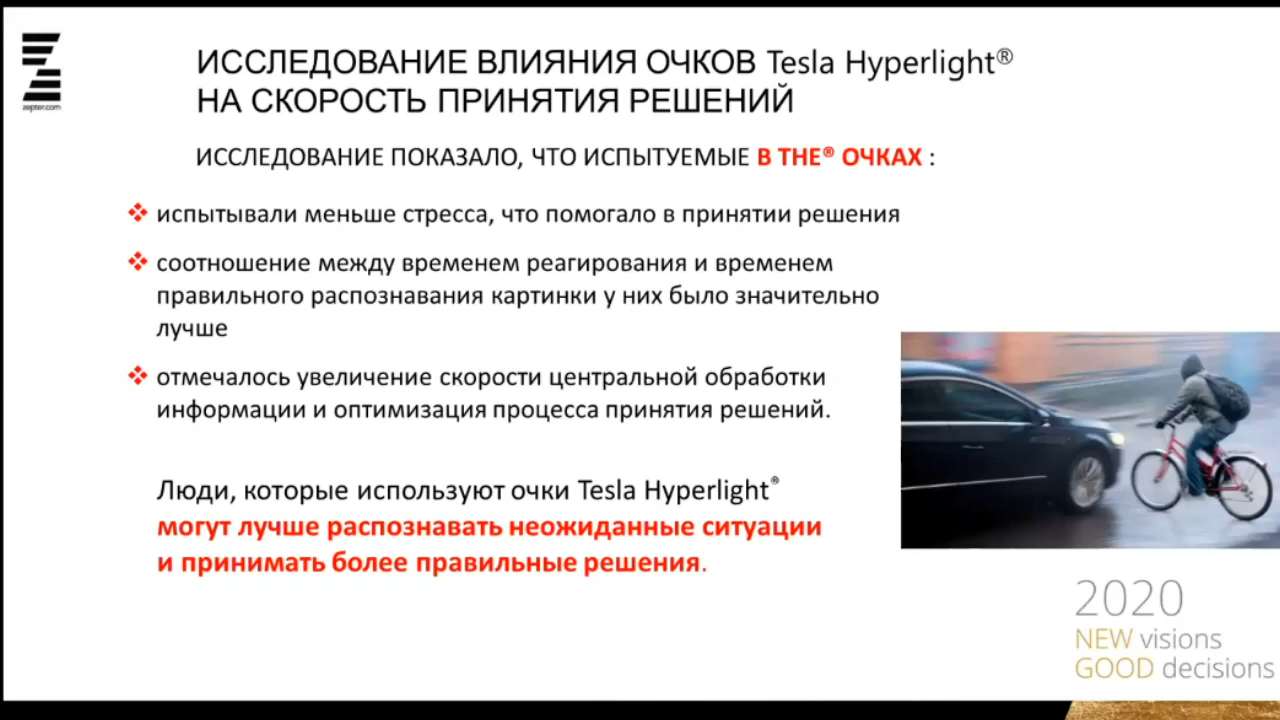 zepter.com
ИССЛЕДОВАНИЕ ВЛИЯНИЯ ОЧКОВ Tesla Hyperlight®
НА СКОРОСТЬ ПРИНЯТИЯ РЕШЕНИЙ
ИССЛЕДОВАНИЕ ПОКАЗАЛО, ЧТО ИСПЫТУЕМЫЕ В THE® ОЧКАХ :
❖ испытывали меньше стресса, что помогало в принятии решения
❖ соотношение между временем реагирования и временем
правильного распознавания картинки у них было значительно
лучше
❖ отмечалось увеличение скорости центральной обработки
информации и оптимизация процесса принятия решений.
Люди, которые используют очки Tesla Hyperlight®
могут лучше распознавать неожиданные ситуации
и принимать более правильные решения.
2020
NEW visions
GOOD decisions